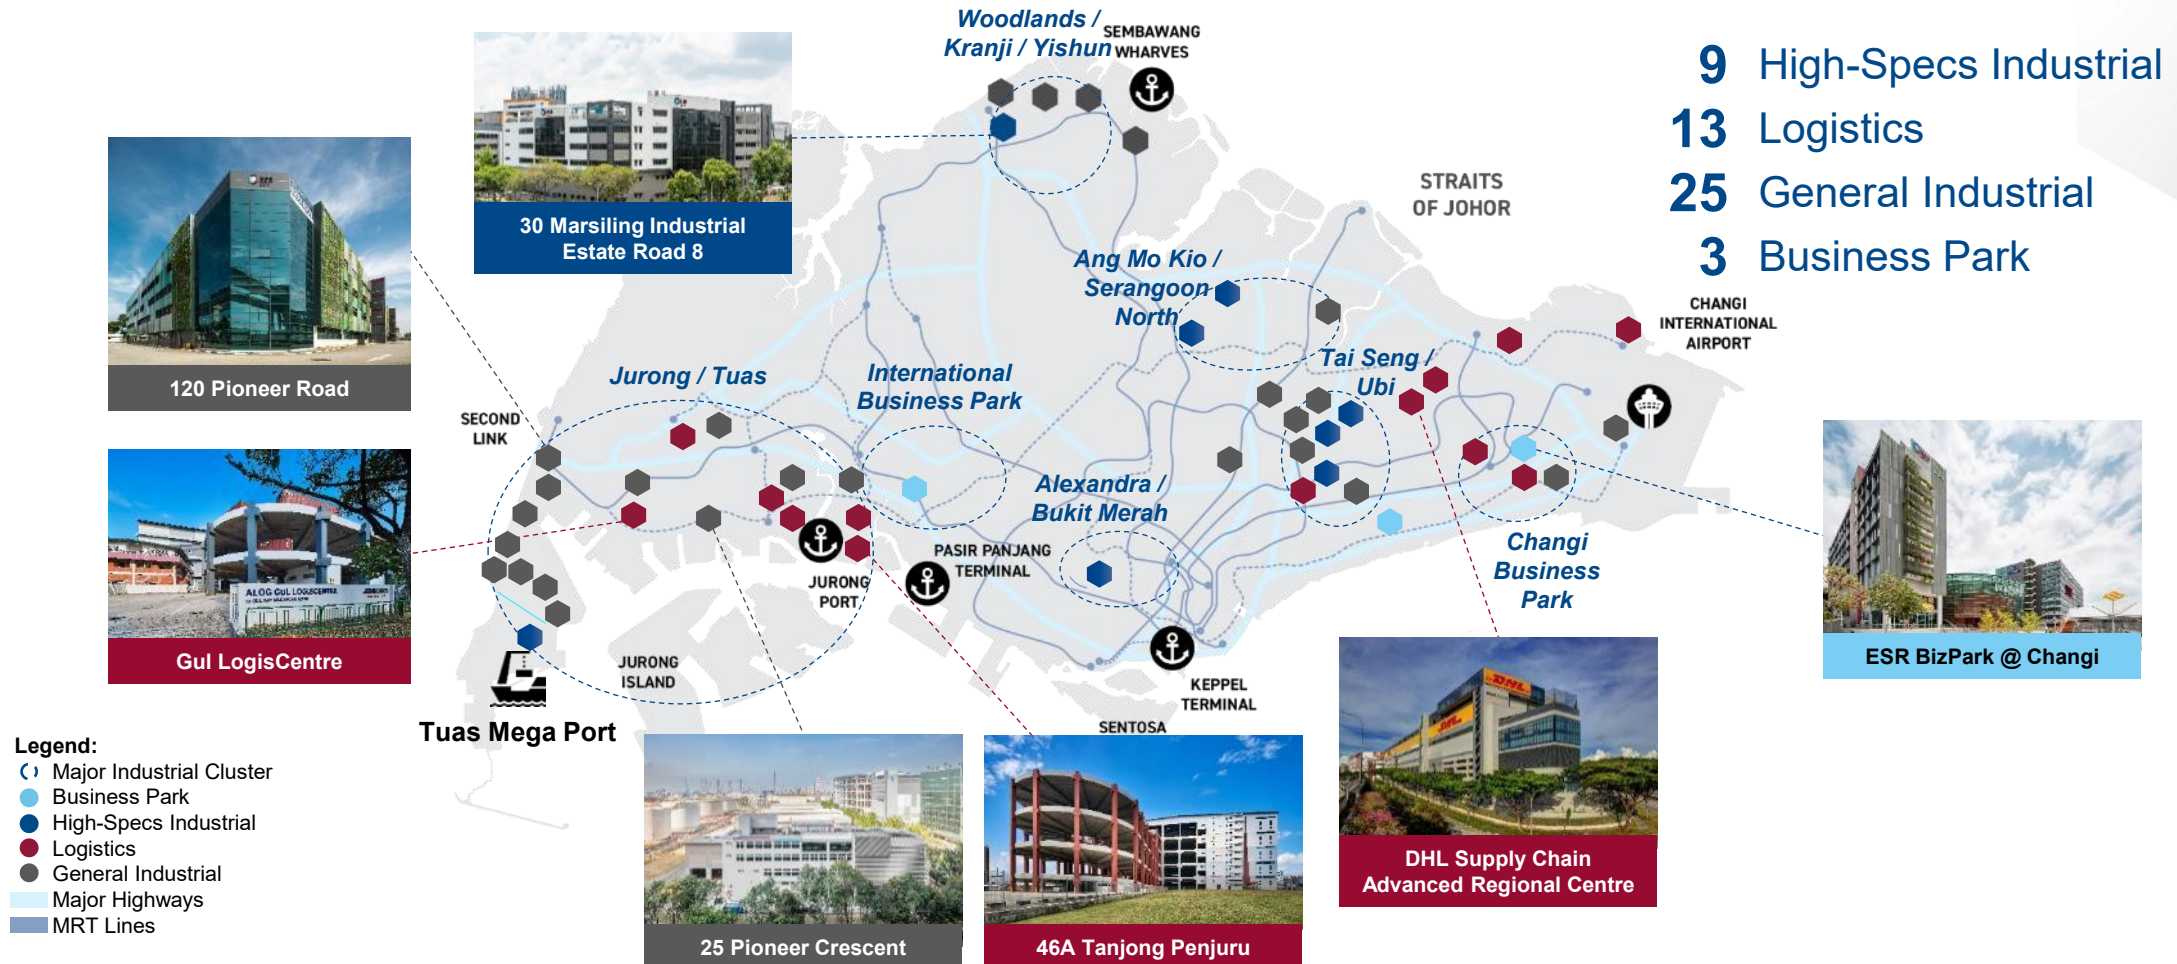 9 High-Specs Industrial
13 Logistics
25 General Industrial
3 Business Park
Woodlands /
Kranji / Yishun
SEMBAWANG
WHARVES
30 Marsiling Industrial
Estate Road 8
120 Pioneer Road
STRAITS
OF JOHOR
Ang Mo Kio /
Serangoon
North
CHANGI
INTERNATIONAL
AIRPORT
Jurong / Tuas
International
Business Park
Tai Seng /
Ubi
SECOND
LINK
ALOG GUL LOGISCENTRE
Gul LogisCentre
Alexandra /
Bukit Merah
PASIR PANJANG
TERMINAL
JURONG
PORT
Changi
Business
Park
ESR BizPark @ Changi
JURONG
ISLAND
KEPPEL
TERMINAL
SENTOSA
Tuas Mega Port
DHL
DHL
DHL Supply Chain
Advanced Regional Centre
25 Pioneer Crescent
46A Tanjong Penjuru
Legend:
Major Industrial Cluster
Business Park
High-Specs Industrial
Logistics
General Industrial
Major Highways
MRT Lines